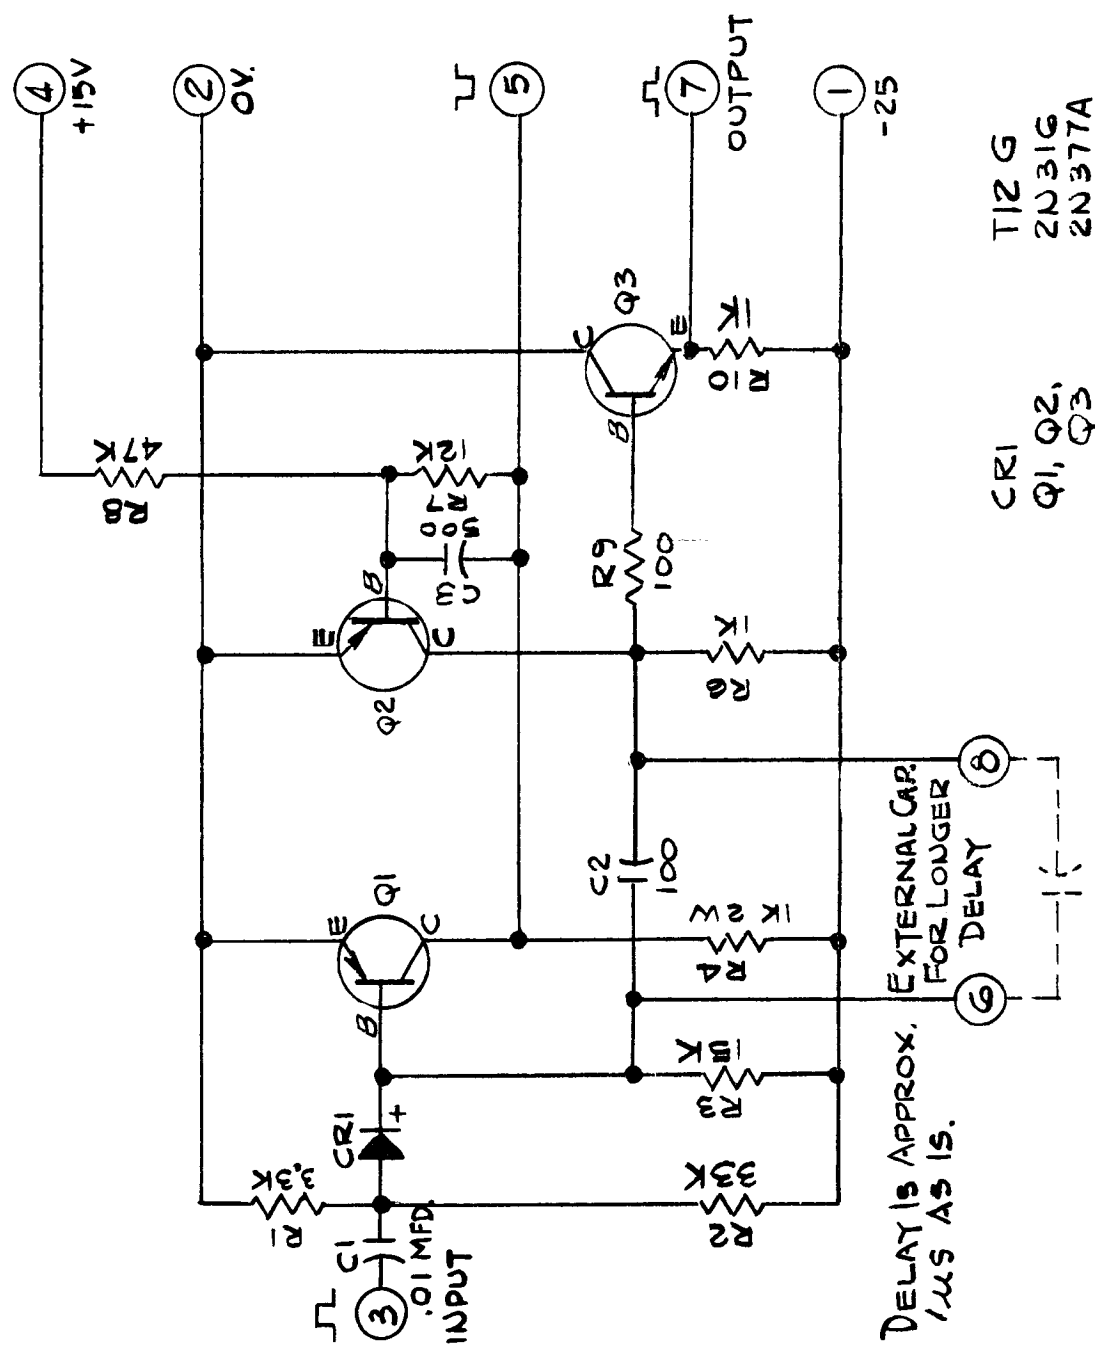 4
+15V
2
0V.
5
7
OUTPUT
1
-25
R8
47K
R7
12K
C3
500
Q3
B
C
E
R10
1K
R9
100
Q2
E
B
C
R6
1K
C2
100
8
6
EXTERNAL CAP.
FOR LONGER
DELAY
Q1
E
B
C
R4
1K 2W
R3
15K
CR1
+
R1
3.3K
R2
33K
C1
.01 MFD.
3
INPUT
DELAY IS APPROX.
1μS AS IS.
CR1 T12 G
Q1, Q2, 2N316
Q3 2N377A